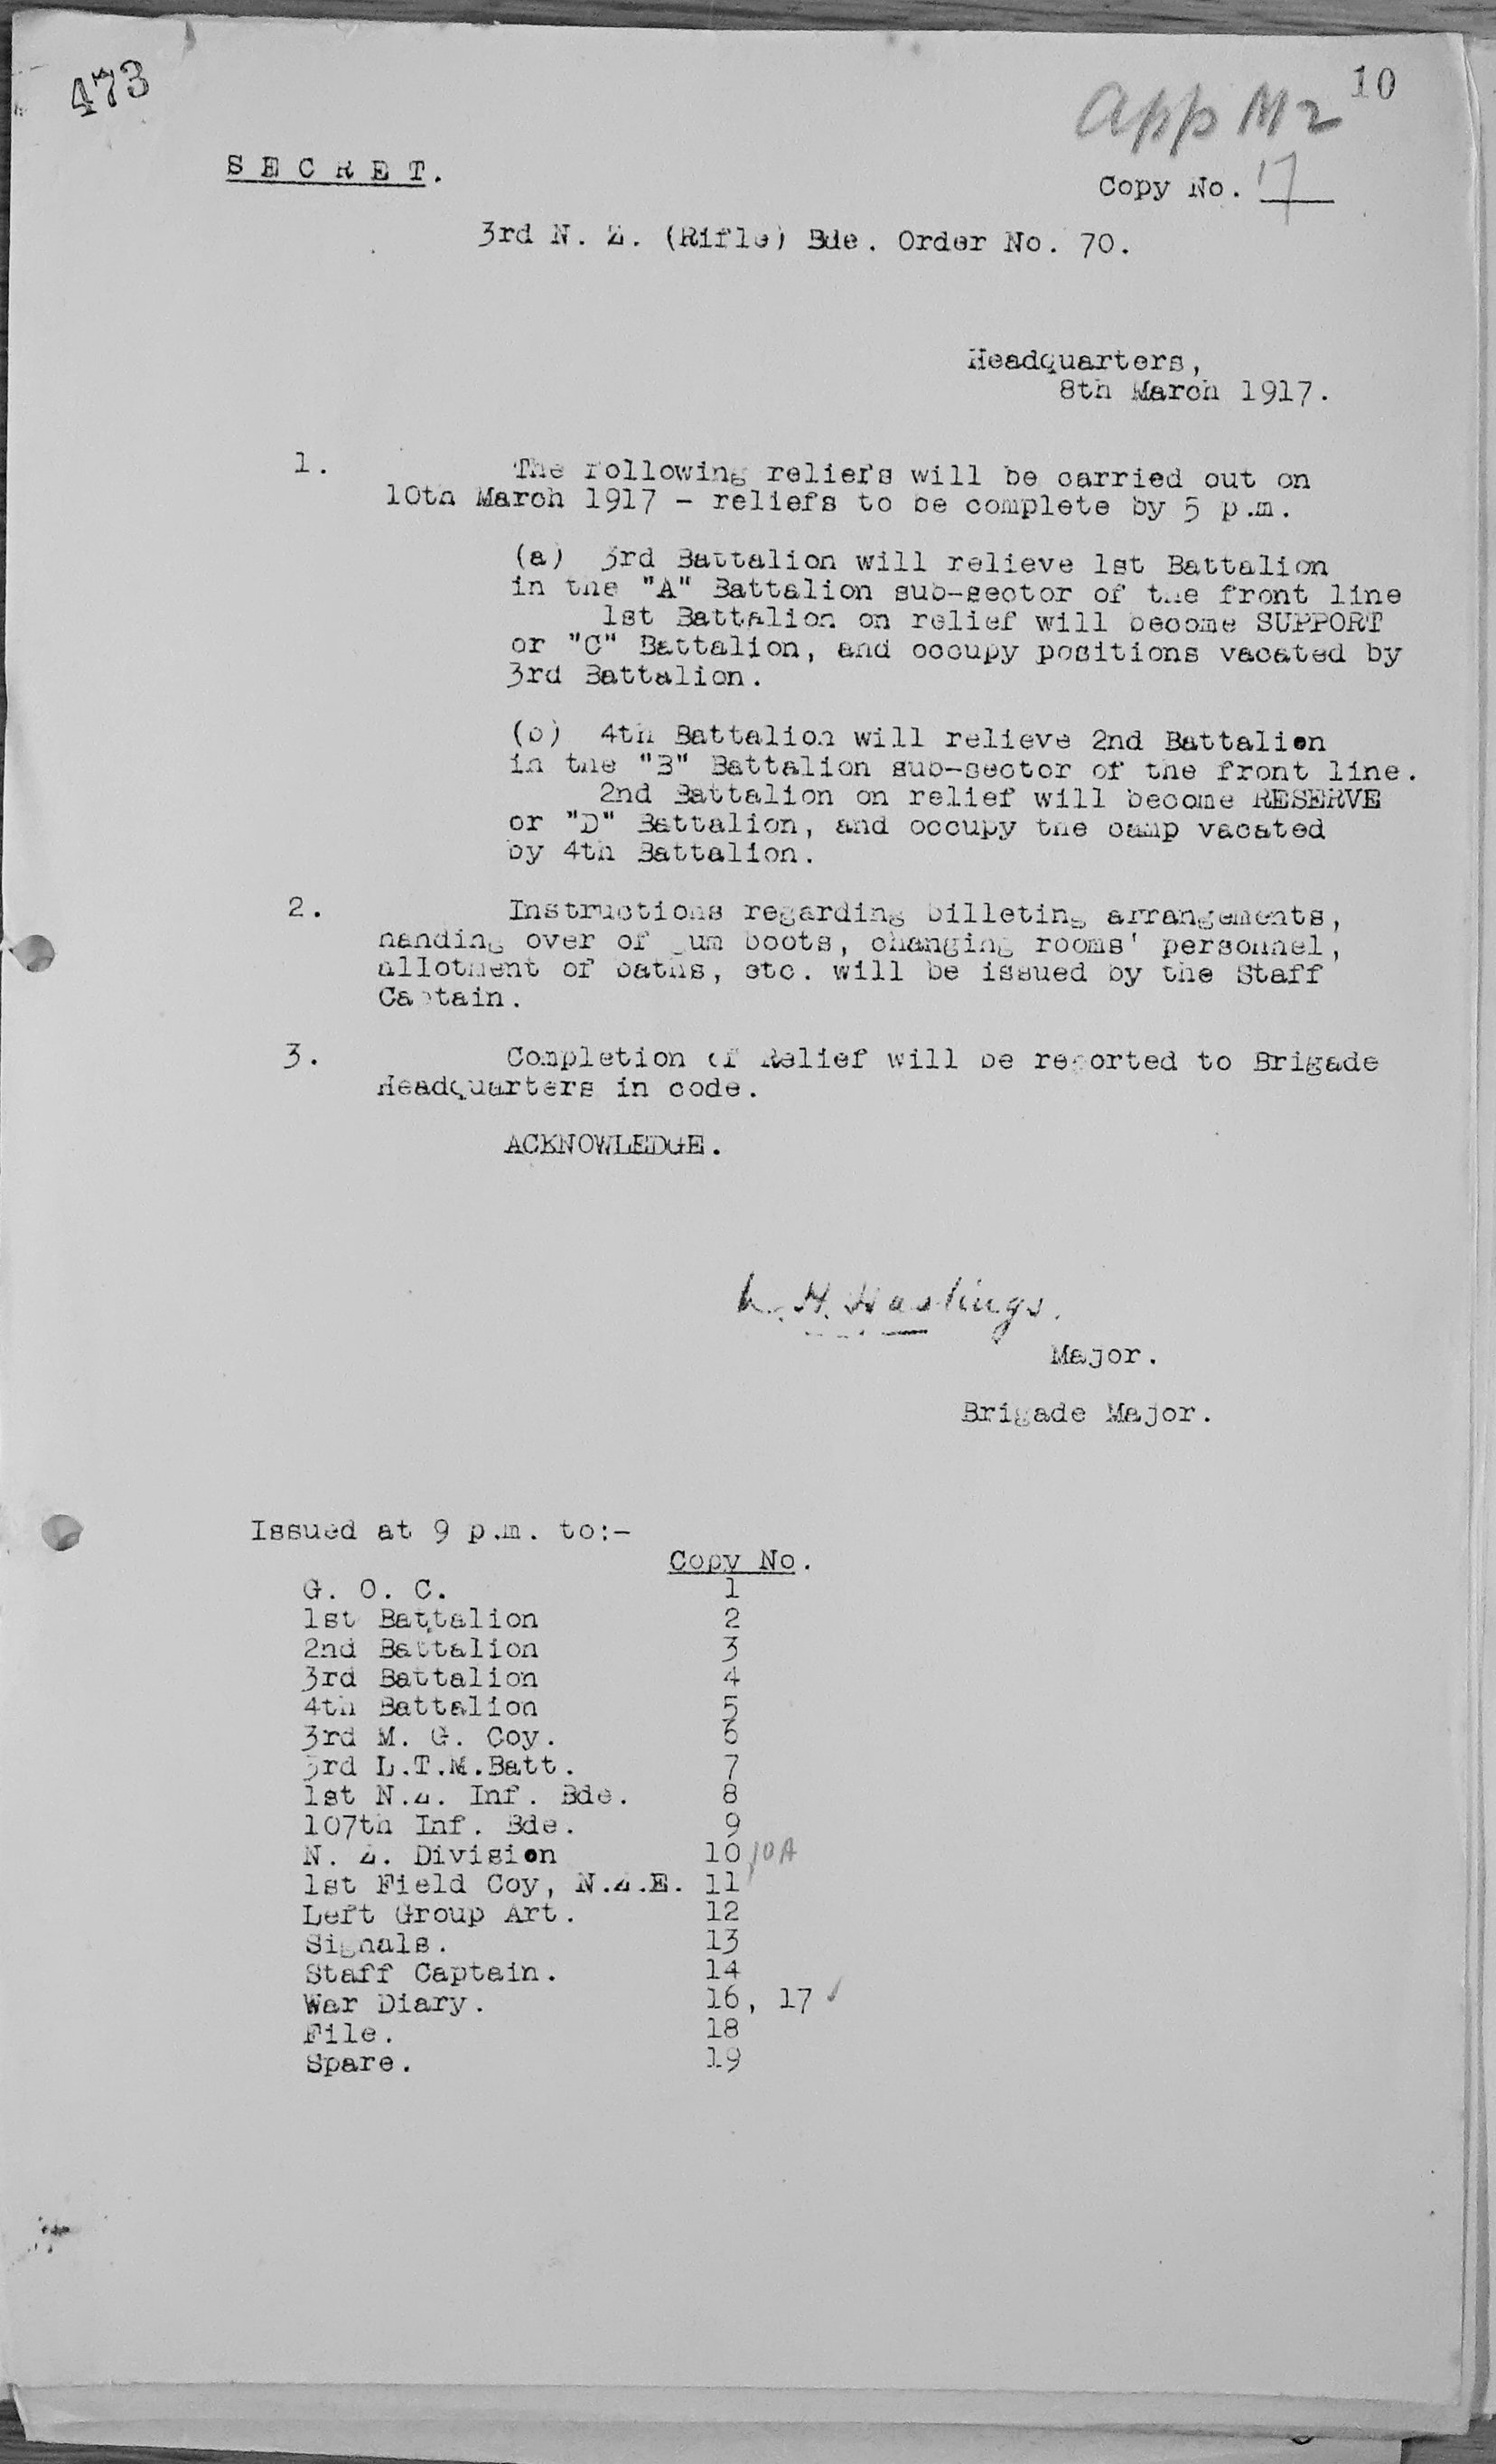 473
10
App M2
SECRET.
Copy No. 17
3rd N. Z. (Rifle) Bde. Order No. 70.
Headquarters,
8th March 1917.
1. The following reliefs will be carried out on
10th March 1917 - reliefs to be complete by 5 p.m.
(a) 3rd Battalion will relieve 1st Battalion
in the "A" Battalion sub-sector of the front line
1st Battalion on relief will become SUPPORT
or "C" Battalion, and occupy positions vacated by
3rd Battalion.
(b) 4th Battalion will relieve 2nd Battalion
in the "B" Battalion sub-sector of the front line.
2nd Battalion on relief will become RESERVE
or "D" Battalion, and occupy the camp vacated
by 4th Battalion.
2. Instructions regarding billeting arrangements,
handing over of gum boots, changing rooms' personnel,
allotment of baths, etc. will be issued by the Staff
Captain.
3. Completion of Relief will be reported to Brigade
Headquarters in code.
ACKNOWLEDGE.
N. H. Hastings.
Major.
Brigade Major.
Issued at 9 p.m. to:-
Copy No.
G. O. C. 1
1st Battalion 2
2nd Battalion 3
3rd Battalion 4
4th Battalion 5
3rd M. G. Coy. 6
3rd L.T.M.Batt. 7
1st N.Z. Inf. Bde. 8
107th Inf. Bde. 9
N. Z. Division 10, 10A
1st Field Coy, N.Z.E. 11
Left Group Art. 12
Signals. 13
Staff Captain. 14
War Diary. 16, 17 ✓
File. 18
Spare. 19